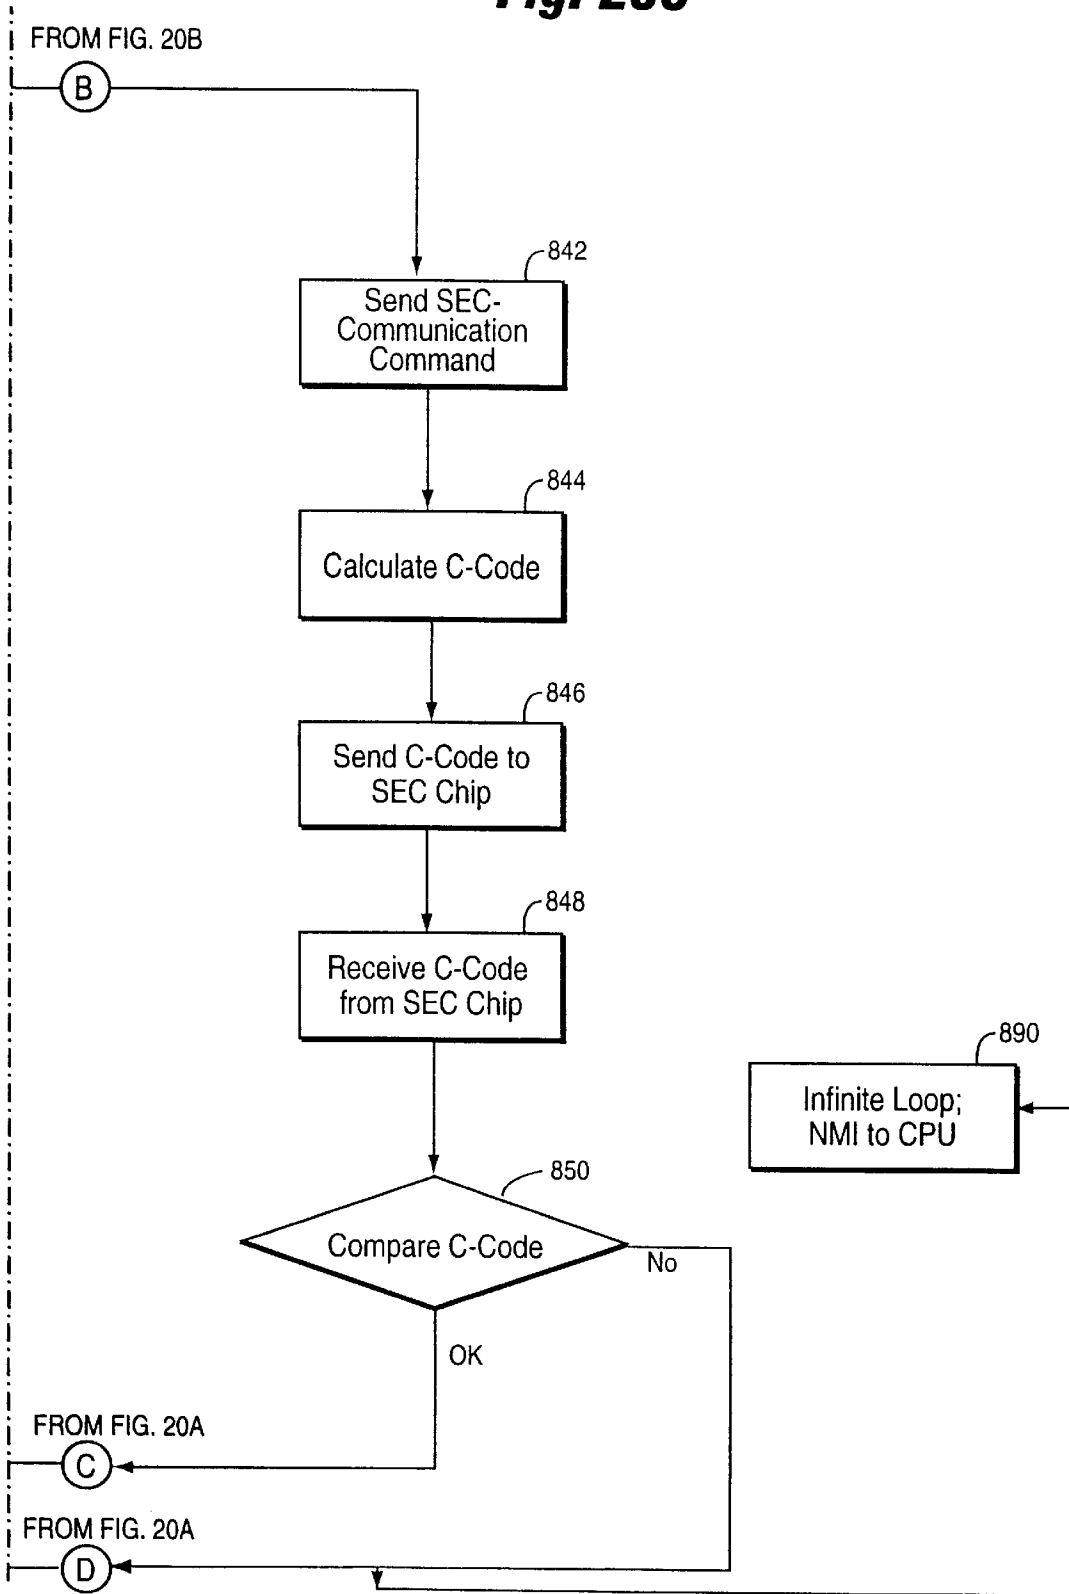 FROM FIG. 20B
B
842
Send SEC-
Communication
Command
844
Calculate C-Code
846
Send C-Code to
SEC Chip
848
Receive C-Code
from SEC Chip
890
Infinite Loop;
NMI to CPU
850
Compare C-Code
No
OK
FROM FIG. 20A
C
FROM FIG. 20A
D